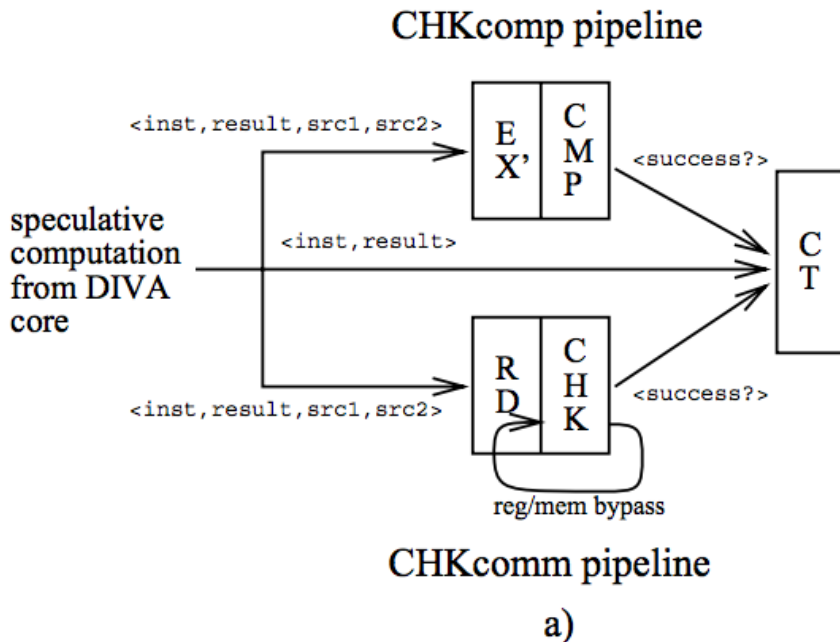 CHKcomp pipeline
<inst,result,src1,src2>
E
X'
C
M
P
<success?>
speculative
computation
from DIVA
core
<inst,result>
C
T
<inst,result,src1,src2>
R
D
C
H
K
<success?>
reg/mem bypass
CHKcomm pipeline
a)